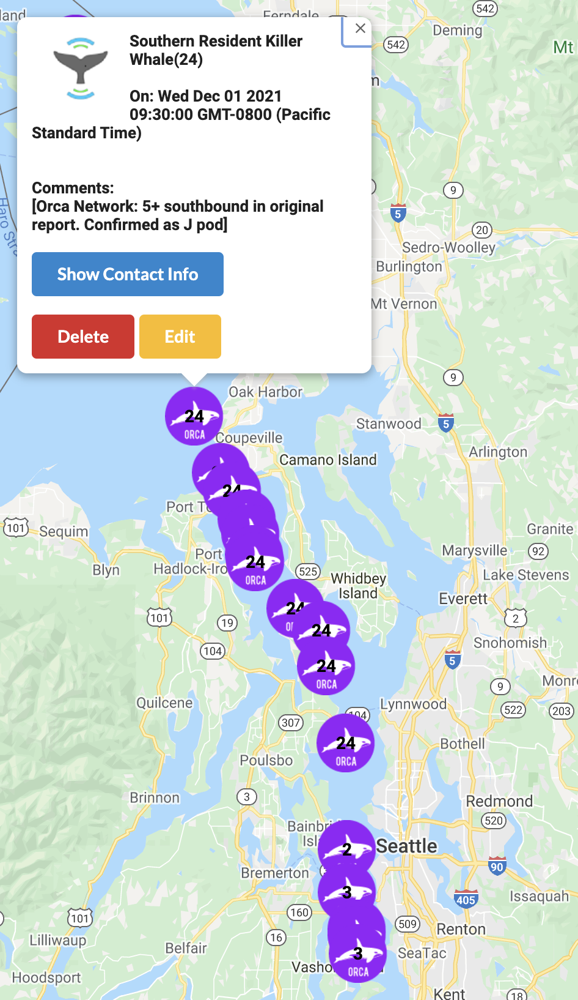 land
Ferndale
542
Deming
542
Mt
Southern Resident Killer
Whale(24)
On: Wed Dec 01 2021
09:30:00 GMT-0800 (Pacific
Standard Time)
Comments:
[Orca Network: 5+ southbound in original
report. Confirmed as J pod]
Show Contact Info
Delete
Edit
m
Haro Str
9
5
20
Sedro-Woolley
Burlington
Mt Vernon
9
Oak Harbor
24
ORCA
Stanwood
5
Coupeville
Arlington
Camano Island
24
Port To
101
Sequim
Granite
Marysville
92
Port
Hadlock-Iro
24
ORCA
Blyn
525
Whidbey
Island
Lake Stevens
Everett
24
OR
101
19
2
24
Snohomish
104
5
24
ORCA
Monro
9
Quilcene
Lynnwood
522
203
307
104
24
ORCA
Bothell
Poulsbo
Brinnon
3
Redmond
520
Bainbri
Isla
2
Seattle
90
Bremerton
3
405
Issaquah
101
160
509
Renton
16
Lilliwaup
Belfair
3
ORCA
SeaTac
Vasho
d
Hoodsport
Kent
18